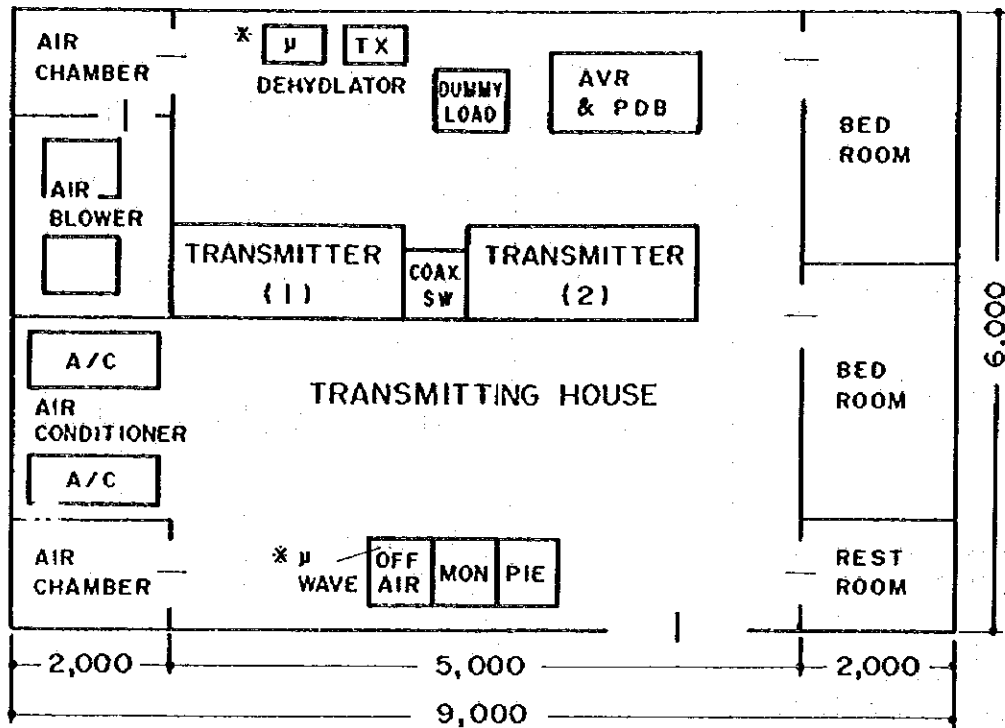 AIR
CHAMBER
※ μ TX
DEHYDLATOR
DUMMY
LOAD
AVR
& PDB
BED
ROOM
AIR
BLOWER
TRANSMITTER
(1)
COAX
SW
TRANSMITTER
(2)
6.000
A/C
AIR
CONDITIONER
A/C
TRANSMITTING HOUSE
BED
ROOM
AIR
CHAMBER
※ μ
WAVE
OFF
AIR
MON
PIE
REST
ROOM
2,000
5,000
2,000
9,000